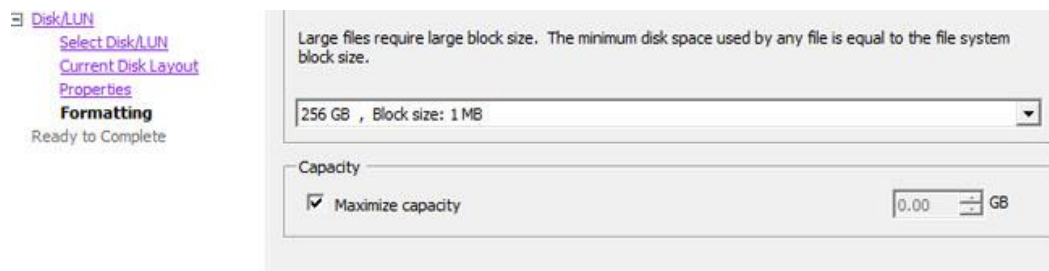 Disk/LUN
Select Disk/LUN
Current Disk Layout
Properties
Formatting
Ready to Complete
Large files require large block size. The minimum disk space used by any file is equal to the file system
block size.
256 GB , Block size: 1 MB
Capacity
Maximize capacity
0.00 GB